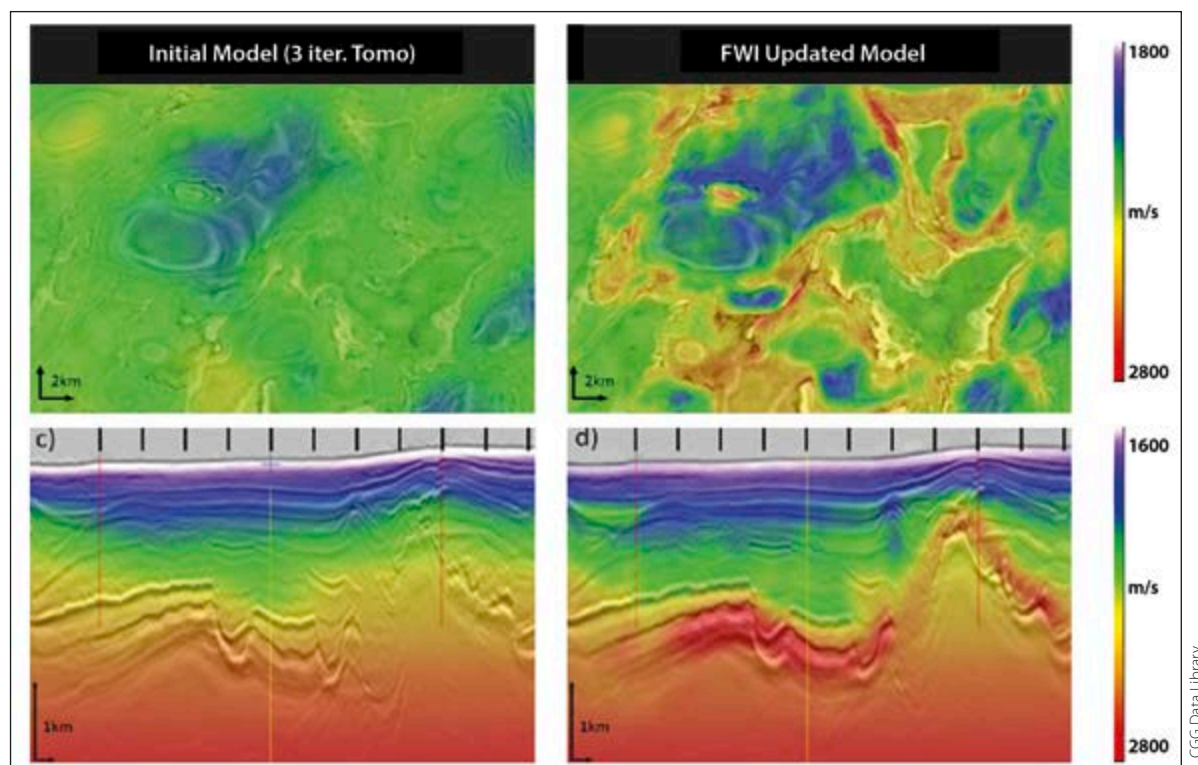 Initial Model (3 iter. Tomo)
FWI Updated Model
1800
m/s
2800
2km
2km
c)
d)
1600
m/s
2800
1km
1km
CGG Data Library